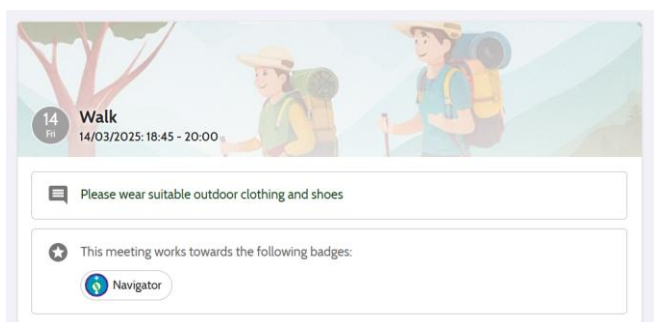 14
Fri
Walk
14/03/2025: 18:45 - 20:00
Please wear suitable outdoor clothing and shoes
This meeting works towards the following badges:
Navigator